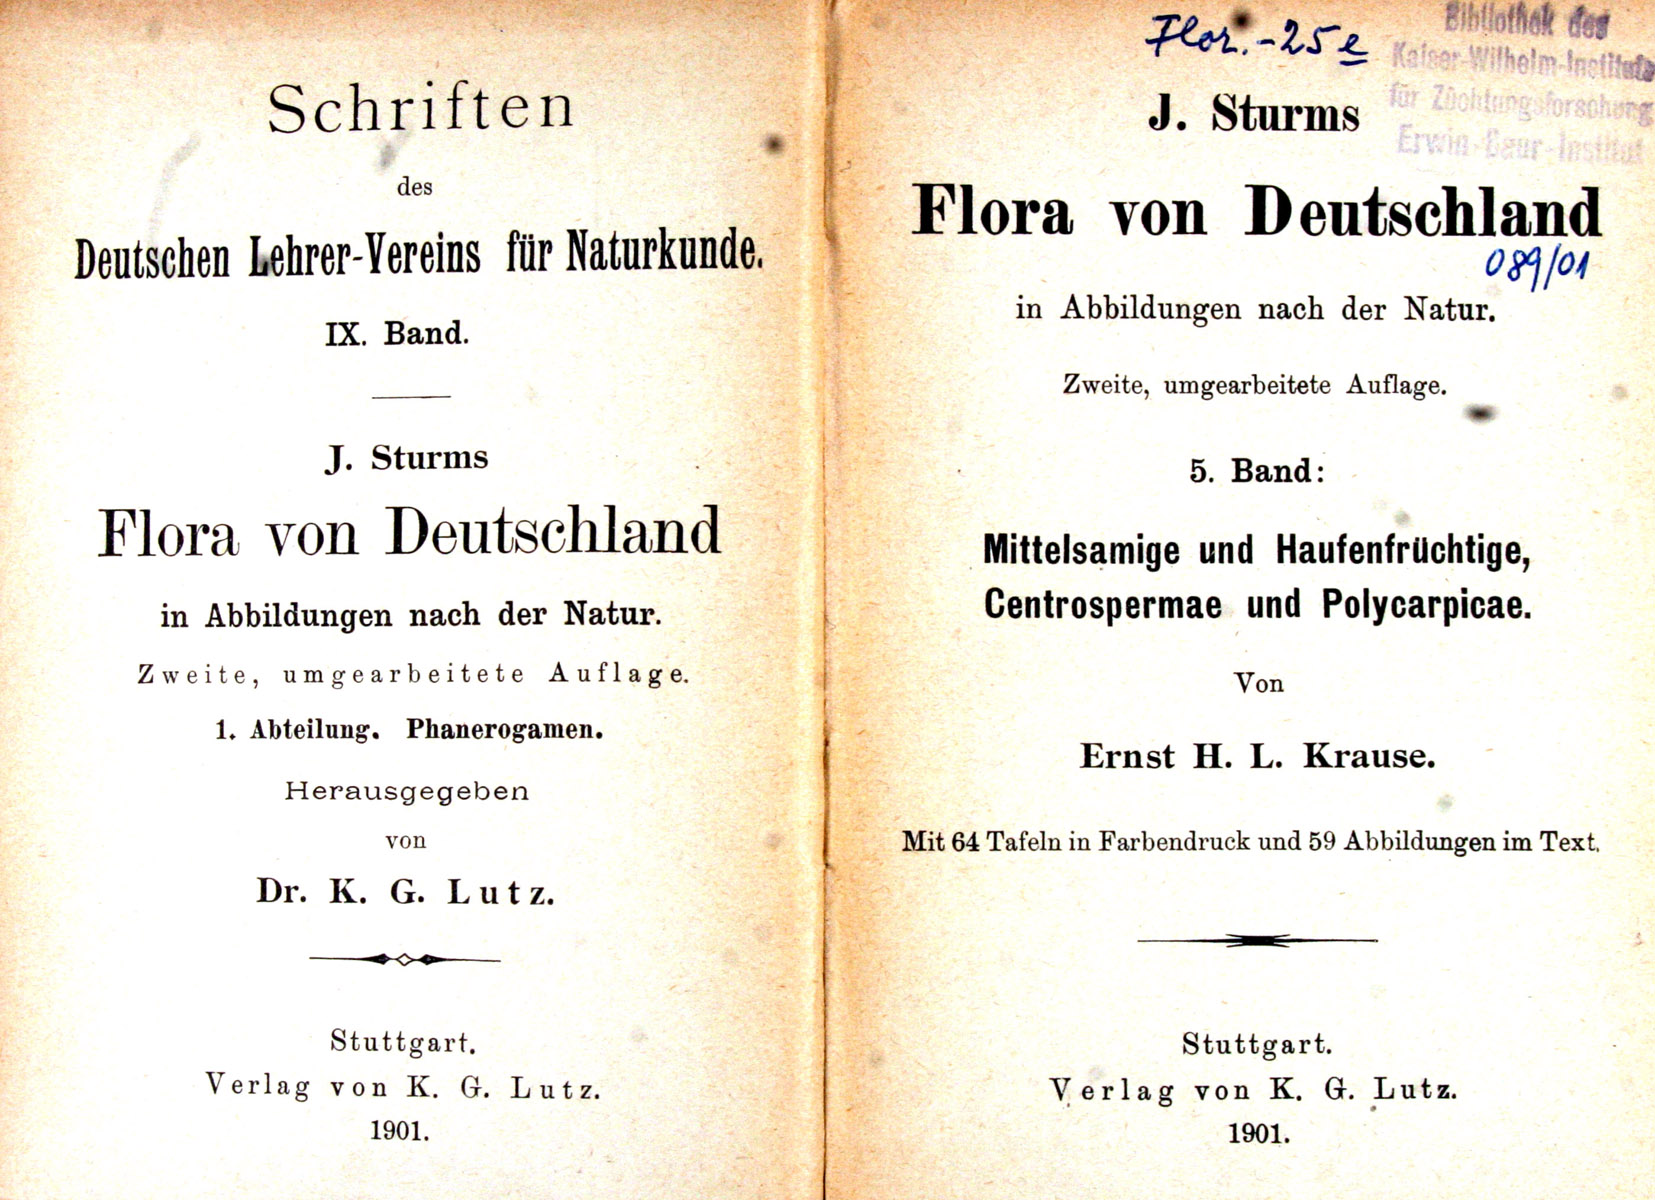 Schriften
des
Deutschen Lehrer-Vereins für Naturkunde.
IX. Band.
J. Sturms
Flora von Deutschland
in Abbildungen nach der Natur.
Zweite, umgearbeitete Auflage.
1. Abteilung. Phanerogamen.
Herausgegeben
von
Dr. K. G. Lutz.
Stuttgart.
Verlag von K. G. Lutz.
1901.
Flor.-25e
Bibliothek des
Kaiser-Wilhelm-Instituts
für Züchtungsforschung
Erwin-Baur-Institut
J. Sturms
Flora von Deutschland
089/01
in Abbildungen nach der Natur.
Zweite, umgearbeitete Auflage.
5. Band:
Mittelsamige und Haufenfrüchtige,
Centrospermae und Polycarpicae.
Von
Ernst H. L. Krause.
Mit 64 Tafeln in Farbendruck und 59 Abbildungen im Text.
Stuttgart.
Verlag von K. G. Lutz.
1901.